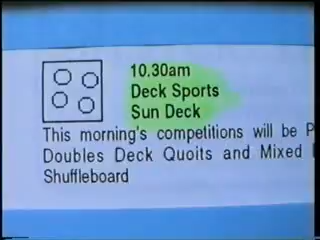 10.30am
Deck Sports
Sun Deck
This morning's competitions will be
Doubles Deck Quoits and Mixed
Shuffleboard